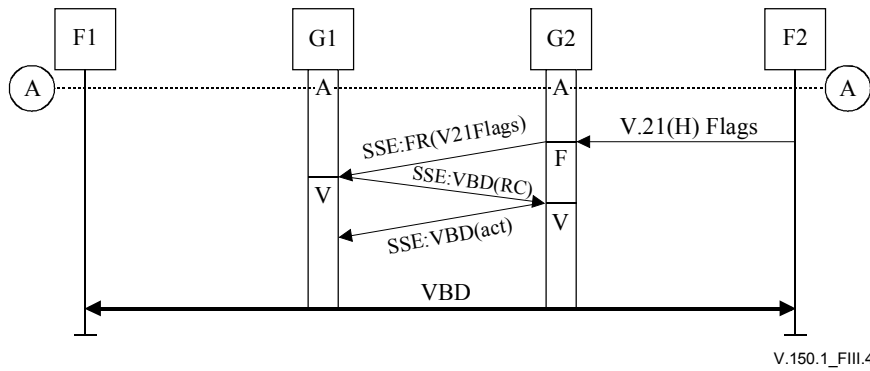 F1 G1 G2 F2
A A A A
V.21(H) Flags
SSE:FR(V21Flags)
F
SSE:VBD(RC)
V
V
SSE:VBD(act)
VBD
V.150.1_FIII.4